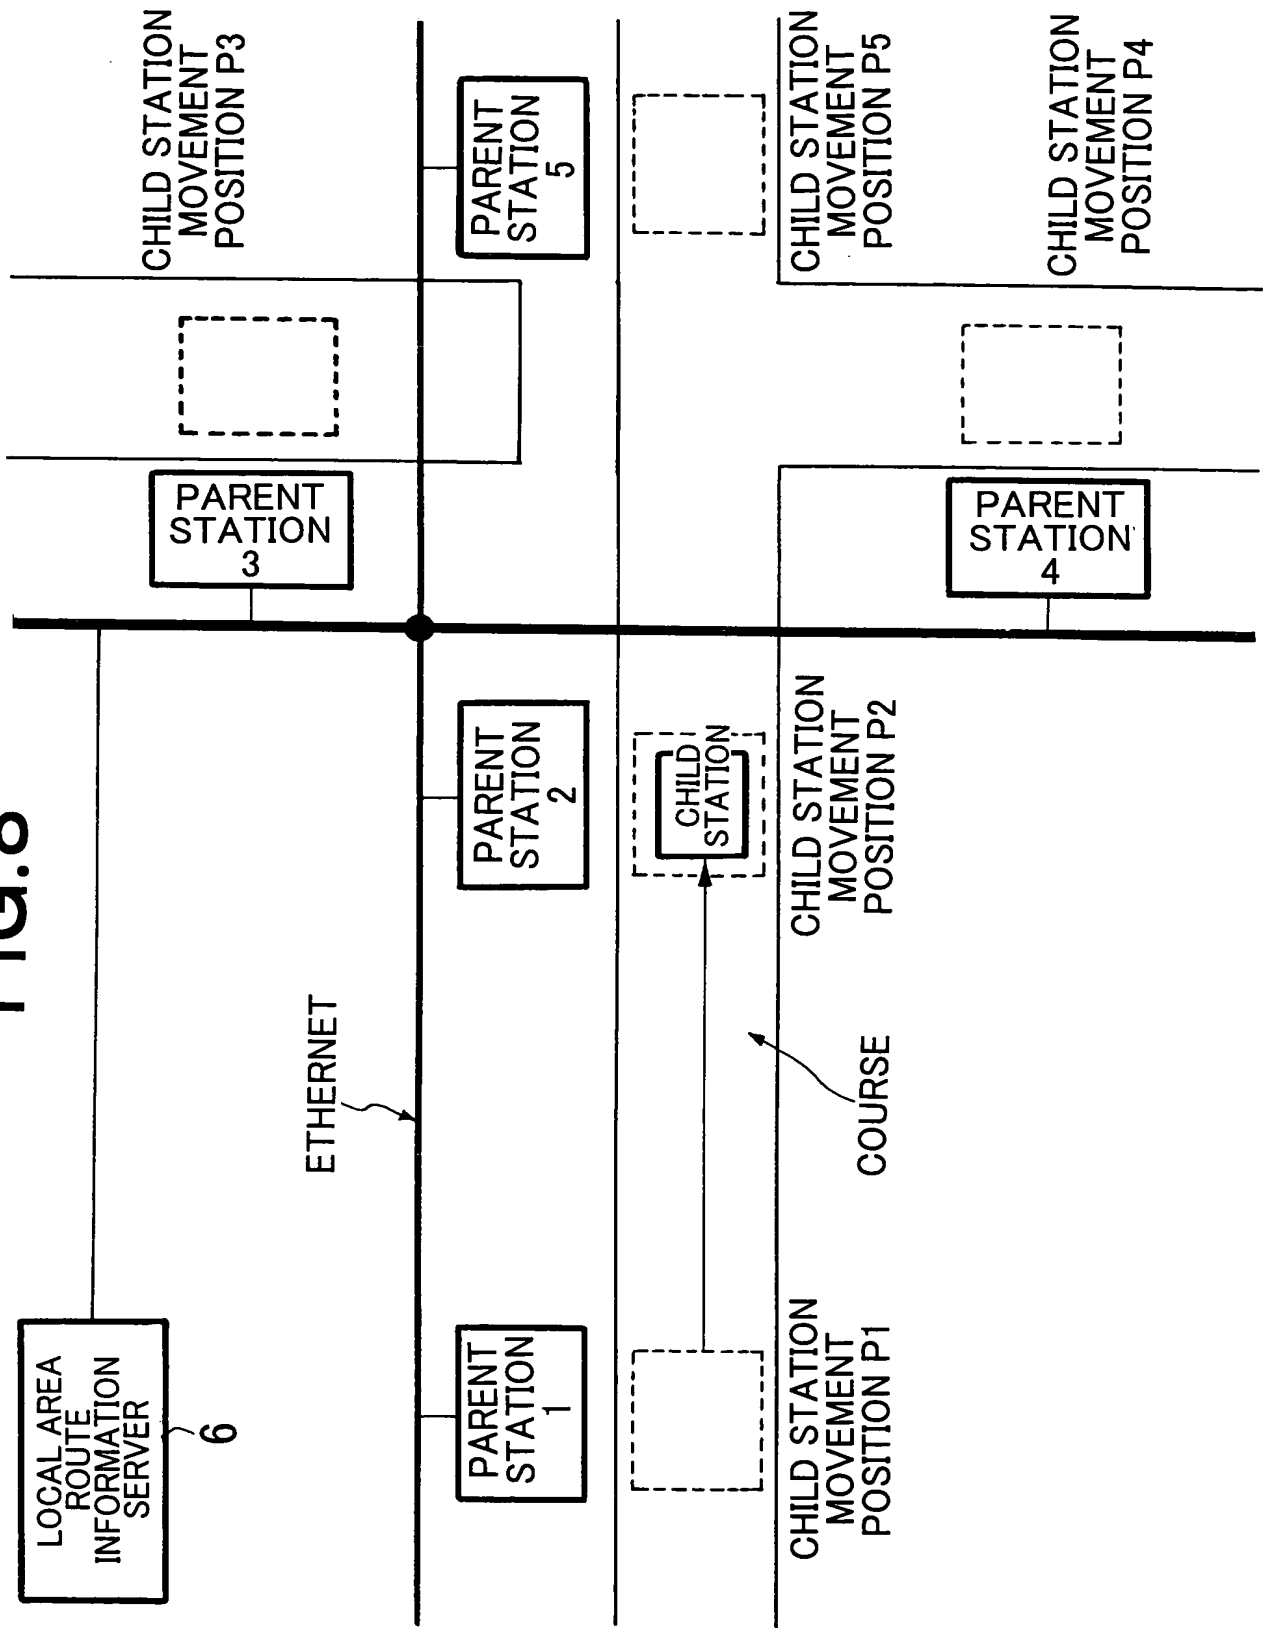 FIG.8
LOCAL AREA
ROUTE
INFORMATION
SERVER
6
ETHERNET
PARENT
STATION
3
CHILD STATION
MOVEMENT
POSITION P3
PARENT
STATION
1
PARENT
STATION
2
PARENT
STATION
5
CHILD
STATION
CHILD STATION
MOVEMENT
POSITION P1
COURSE
CHILD STATION
MOVEMENT
POSITION P2
CHILD STATION
MOVEMENT
POSITION P5
PARENT
STATION
4
CHILD STATION
MOVEMENT
POSITION P4